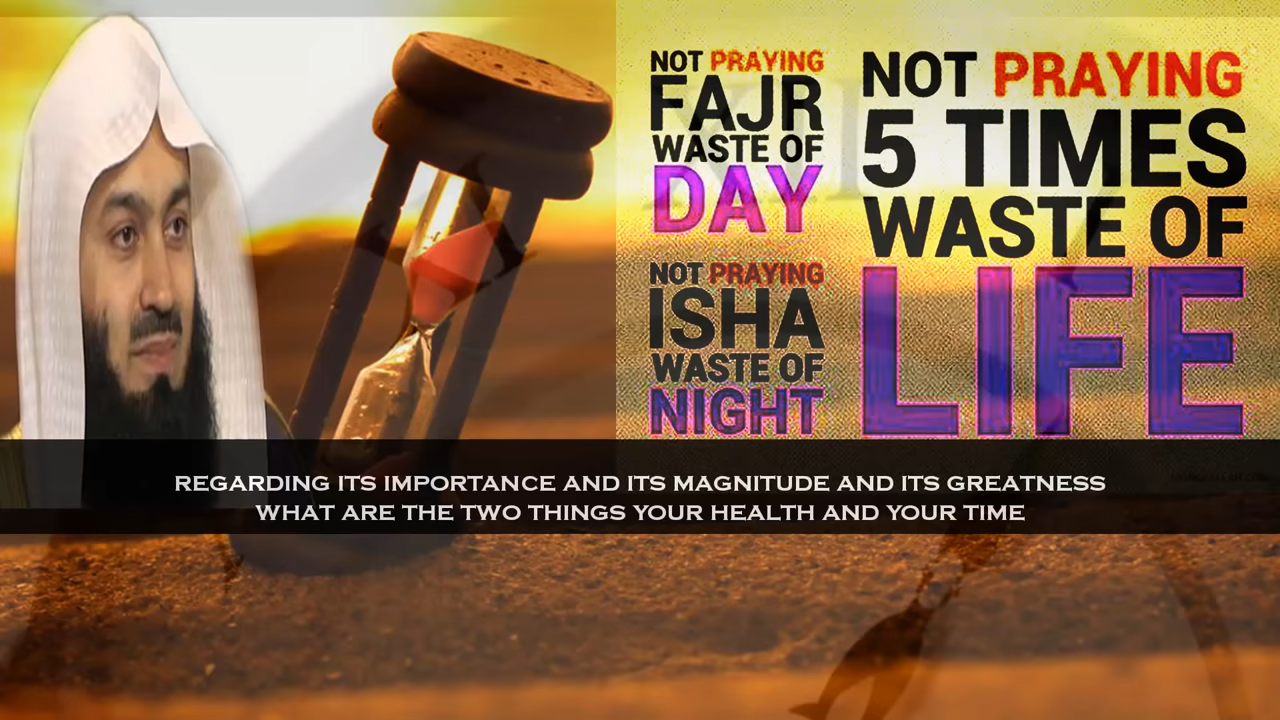 NOT PRAYING
FAJR
WASTE OF
DAY
NOT PRAYING
ISHA
WASTE OF
NIGHT
NOT PRAYING
5 TIMES
WASTE OF
LIFE
REGARDING ITS IMPORTANCE AND ITS MAGNITUDE AND ITS GREATNESS
WHAT ARE THE TWO THINGS YOUR HEALTH AND YOUR TIME